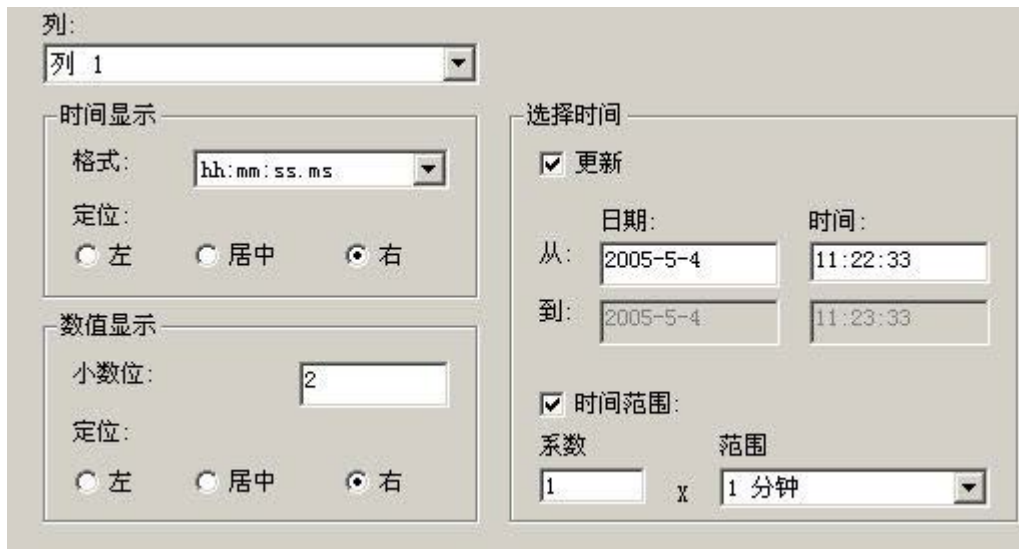 列:
列 1
时间显示
格式:
hh:mm:ss.ms
定位:
左 居中 右
数值显示
小数位:
2
定位:
左 居中 右
选择时间
更新
日期: 时间:
从: 2005-5-4 11:22:33
到: 2005-5-4 11:23:33
时间范围:
系数 范围
1 X 1 分钟